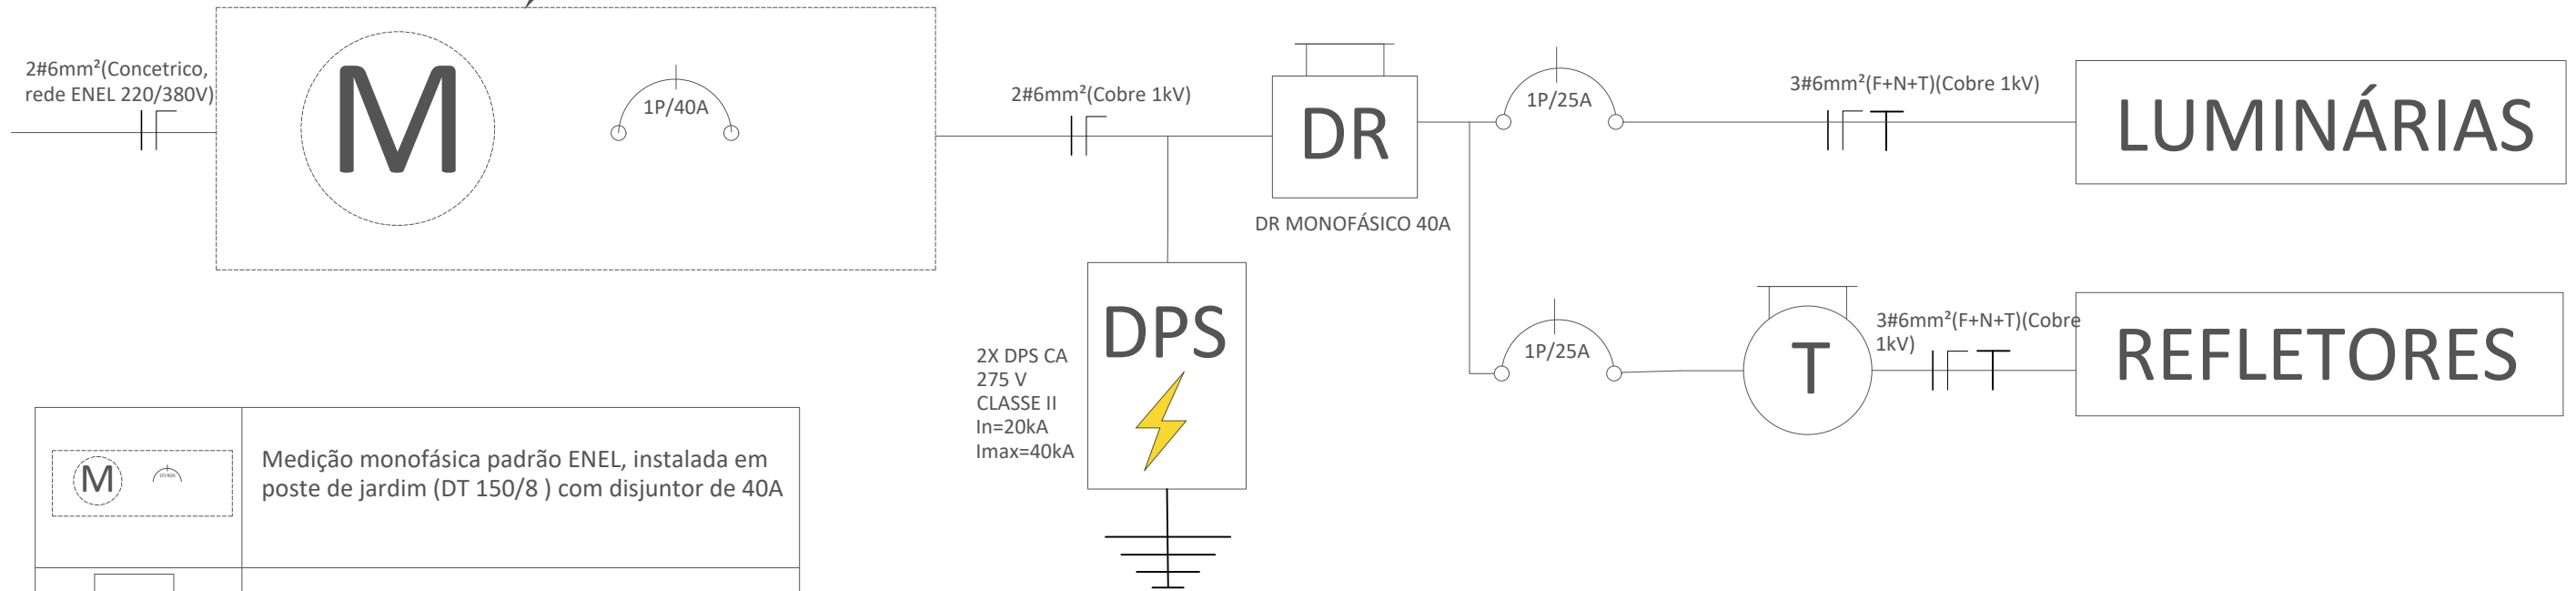 2#6mm²(Concetrico,
rede ENEL 220/380V)
M
1P/40A
2#6mm²(Cobre 1kV)
DR
DR MONOFÁSICO 40A
1P/25A
3#6mm²(F+N+T)(Cobre 1kV)
LUMINÁRIAS
DPS
2X DPS CA
275 V
CLASSE II
In=20kA
Imax=40kA
1P/25A
T
3#6mm²(F+N+T)(Cobre
1kV)
REFLETORES
M
1P/40A
Medição monofásica padrão ENEL, instalada em
poste de jardim (DT 150/8 ) com disjuntor de 40A